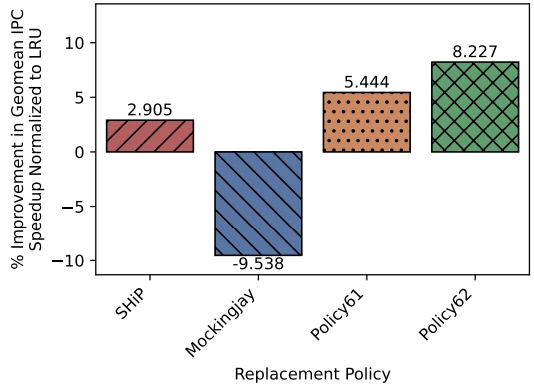 % Improvement in Geomean IPC
Speedup Normalized to LRU
10
5
0
−5
−10
2.905
-9.538
5.444
8.227
SHiP
Mockingjay
Policy61
Policy62
Replacement Policy